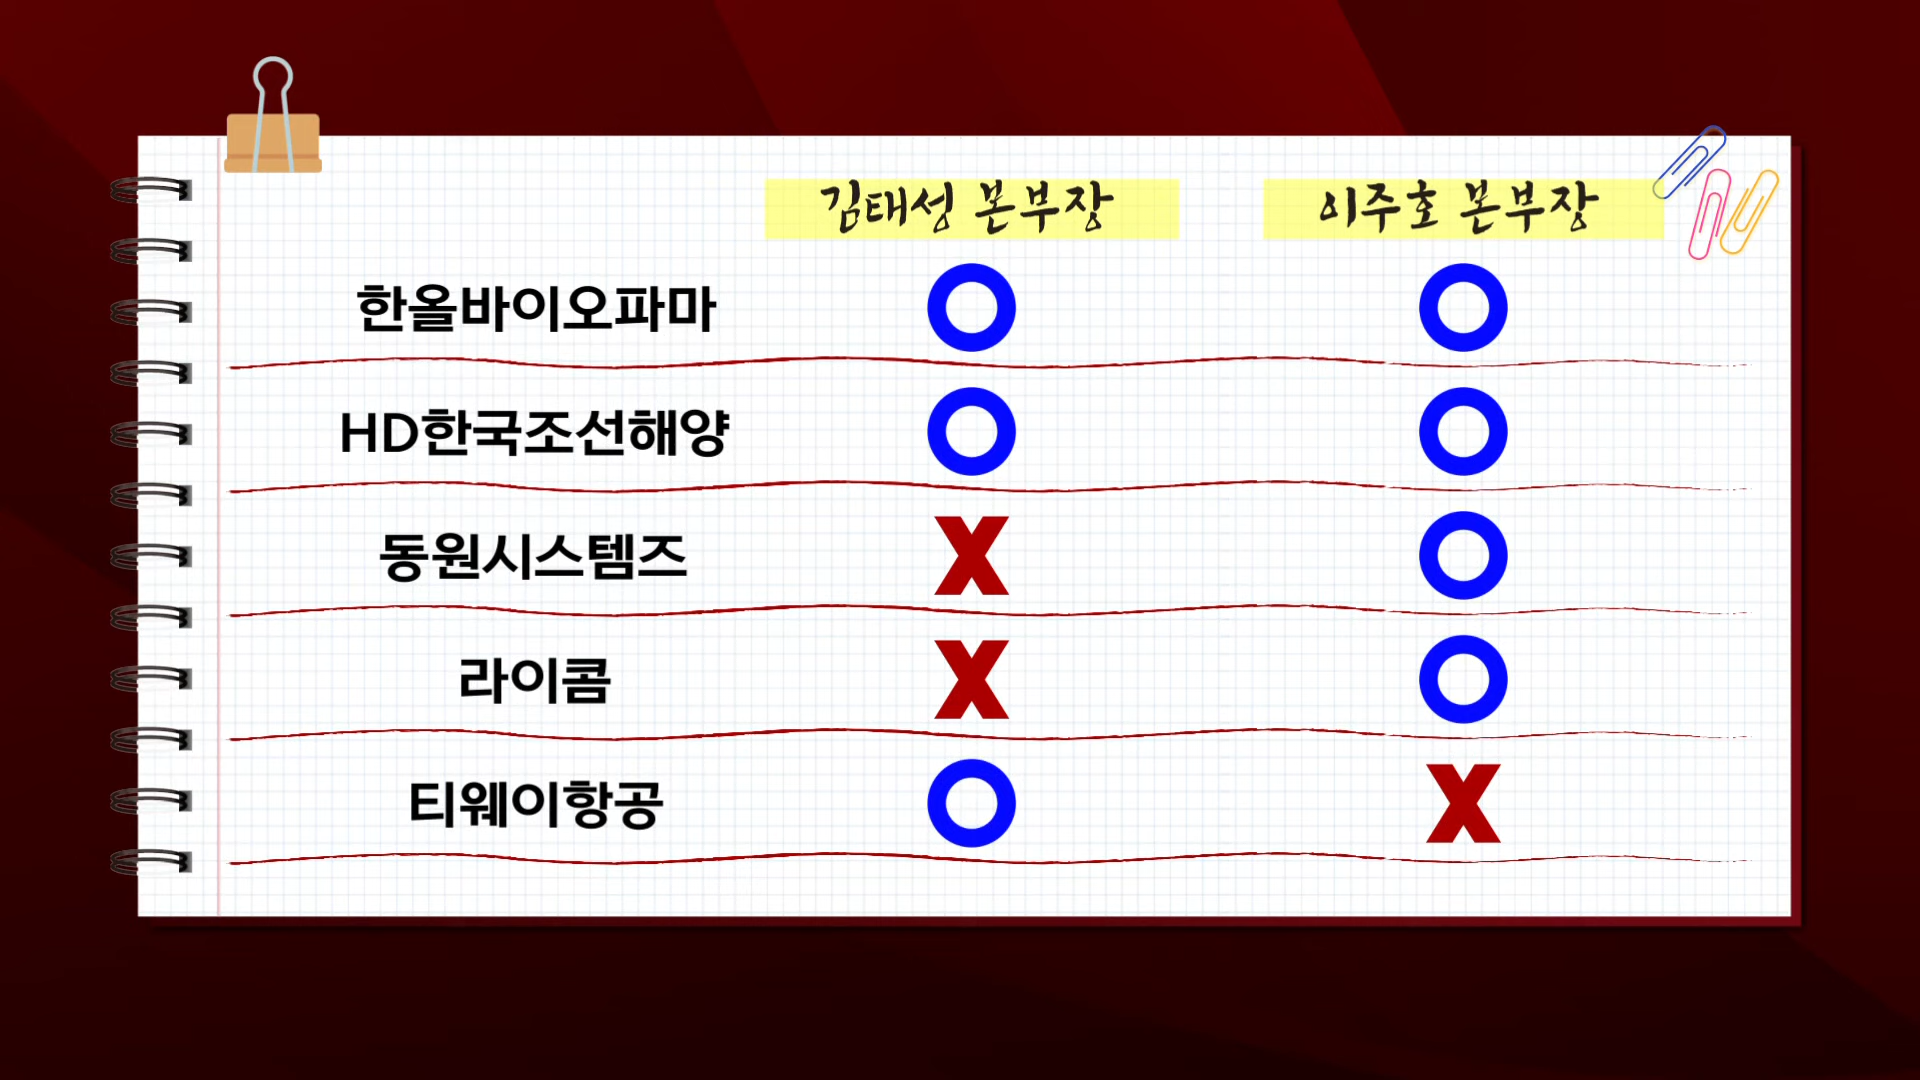 김태성 본부장 이주호 본부장
한올바이오파마 O O
HD한국조선해양 O O
동원시스템즈 X O
라이콤 X O
티웨이항공 O X